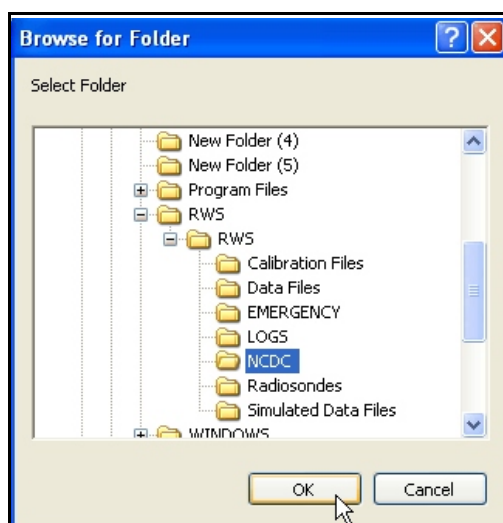 Browse for Folder
Select Folder
New Folder (4)
New Folder (5)
Program Files
RWS
RWS
Calibration Files
Data Files
EMERGENCY
LOGS
NCDC
Radiosondes
Simulated Data Files
WINDOWS
OK Cancel